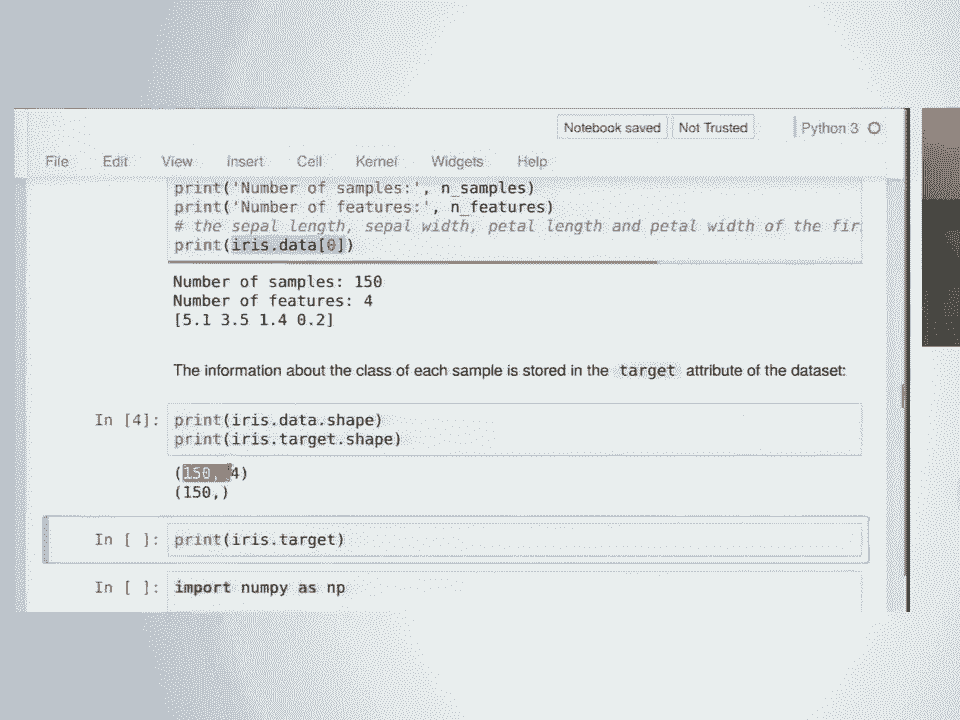 Notebook saved Not Trusted Python 3
File Edit View Insert Cell Kernel Widgets Help
print('Number of samples:', n_samples)
print('Number of features:', n_features)
# the sepal length, sepal width, petal length and petal width of the fir
print(iris.data[0])
Number of samples: 150
Number of features: 4
[5.1 3.5 1.4 0.2]
The information about the class of each sample is stored in the target attribute of the dataset:
In [4]: print(iris.data.shape)
print(iris.target.shape)
(150, 4)
(150,)
In [ ]: print(iris.target)
In [ ]: import numpy as np